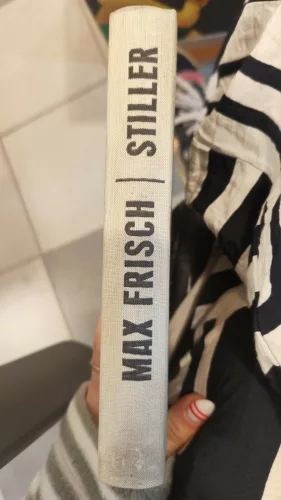 MAX FRISCH | STILLER